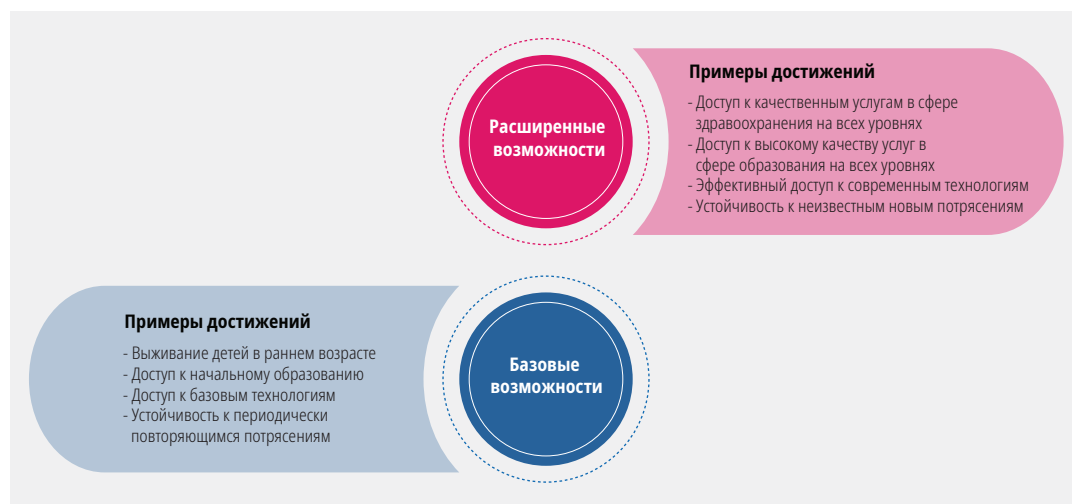 Расширенные
возможности
Примеры достижений
- Доступ к качественным услугам в сфере
здравоохранения на всех уровнях
- Доступ к высокому качеству услуг в
сфере образования на всех уровнях
- Эффективный доступ к современным технологиям
- Устойчивость к неизвестным новым потрясениям
Примеры достижений
- Выживание детей в раннем возрасте
- Доступ к начальному образованию
- Доступ к базовым технологиям
- Устойчивость к периодически
повторяющимся потрясениям
Базовые
возможности